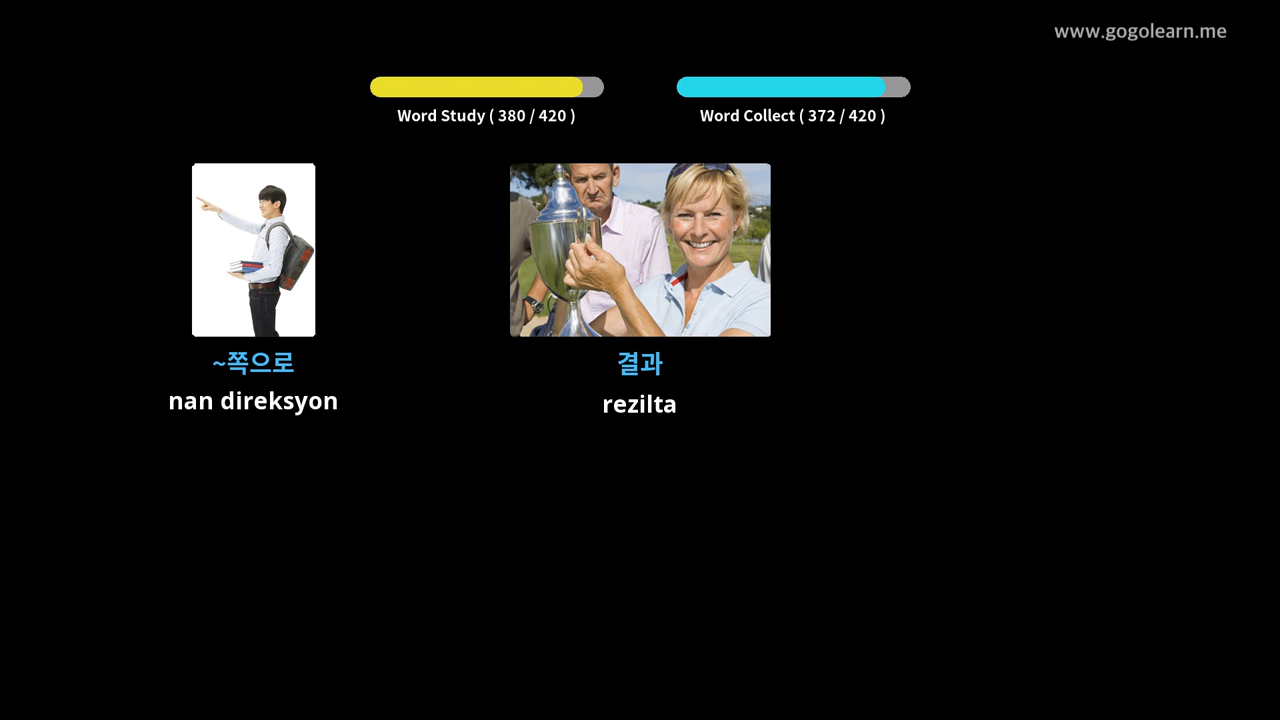 www.gogolearn.me
Word Study ( 380 / 420 )
Word Collect ( 372 / 420 )
~쪽으로
nan direksyon
결과
rezilta